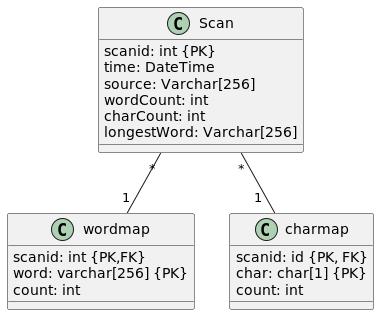 C Scan
scanid: int {PK}
time: DateTime
source: Varchar[256]
wordCount: int
charCount: int
longestWord: Varchar[256]
* *
1 1
C wordmap
scanid: int {PK,FK}
word: varchar[256] {PK}
count: int
C charmap
scanid: id {PK, FK}
char: char[1] {PK}
count: int